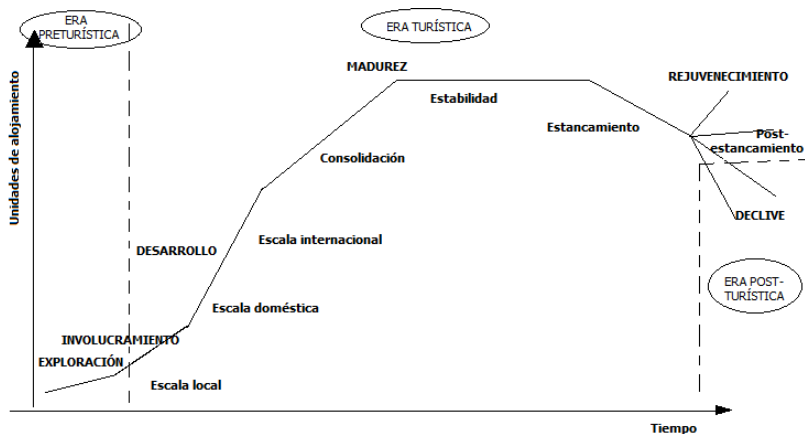 ERA
PRETURÍSTICA
ERA TURÍSTICA
MADUREZ
REJUVENECIMIENTO
Estabilidad
Estancamiento
Post-
estancamiento
Consolidación
Unidades de alojamiento
DECLIVE
DESARROLLO
Escala internacional
ERA POST-
TURÍSTICA
Escala doméstica
INVOLUCRAMIENTO
EXPLORACIÓN
Escala local
Tiempo